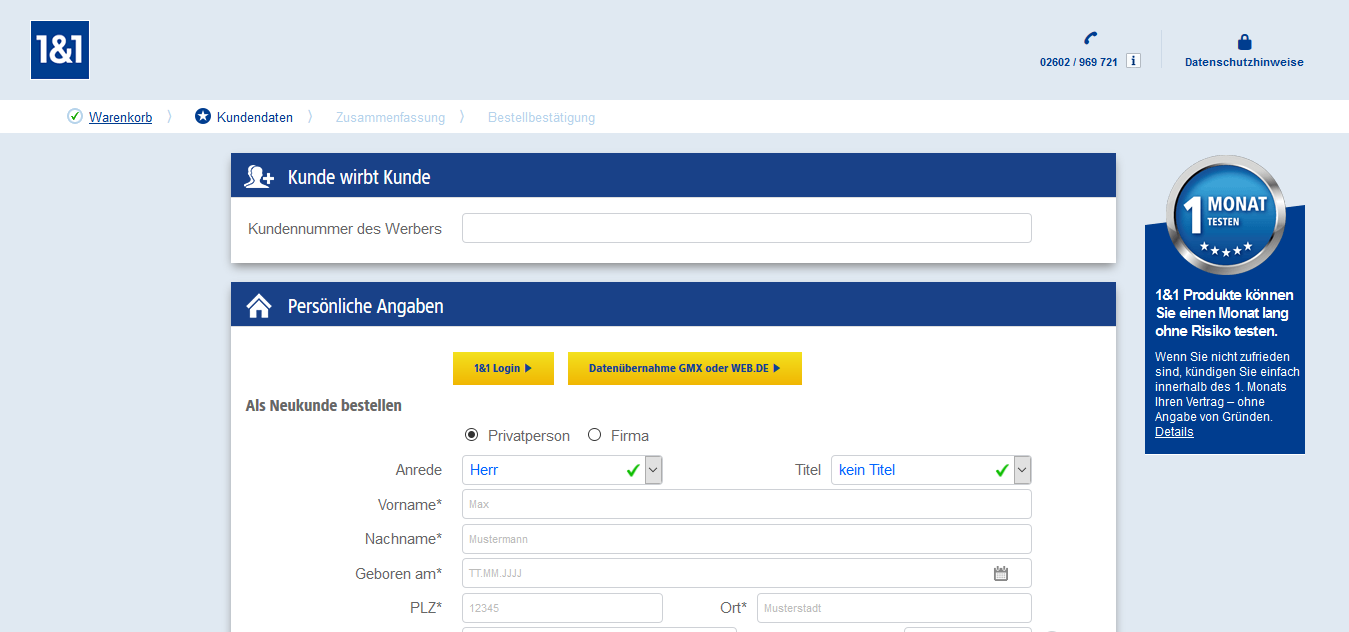 1&1
02602 / 969 721 i
Datenschutzhinweise
Warenkorb
Kundendaten
Zusammenfassung
Bestellbestätigung
Kunde wirbt Kunde
Kundennummer des Werbers
Persönliche Angaben
1&1 Login
Datenübernahme GMX oder WEB.DE
Als Neukunde bestellen
Privatperson
Firma
Anrede
Herr
Titel
kein Titel
Vorname*
Max
Nachname*
Mustermann
Geboren am*
TT.MM.JJJJ
PLZ*
12345
Ort*
Musterstadt
1 MONAT
TESTEN
1&1 Produkte können
Sie einen Monat lang
ohne Risiko testen.
Wenn Sie nicht zufrieden
sind, kündigen Sie einfach
innerhalb des 1. Monats
Ihren Vertrag – ohne
Angabe von Gründen.
Details